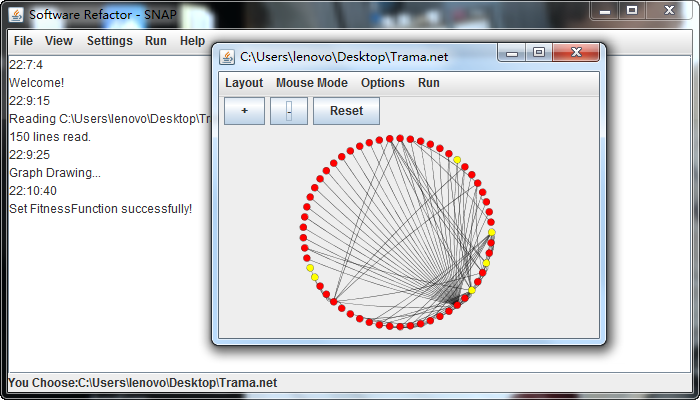 Software Refactor - SNAP
File View Settings Run Help
22:7:4
Welcome!
22:9:15
Reading C:\Users\lenovo\Desktop\Tr
150 lines read.
22:9:25
Graph Drawing...
22:10:40
Set FitnessFunction successfully!
C:\Users\lenovo\Desktop\Trama.net
Layout Mouse Mode Options Run
+ - Reset
You Choose:C:\Users\lenovo\Desktop\Trama.net